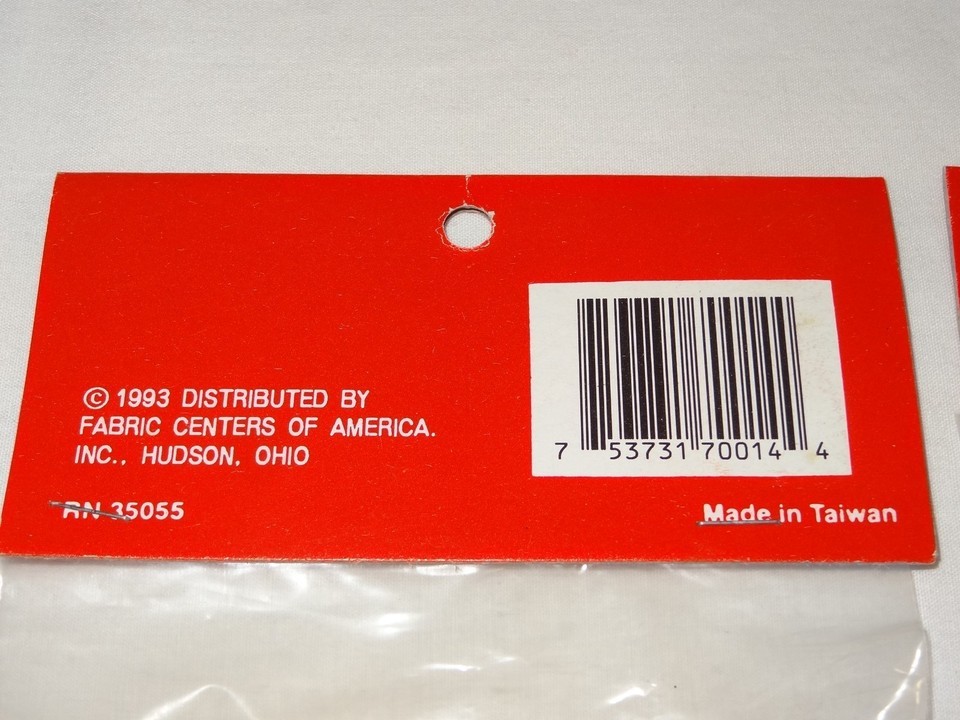 © 1993 DISTRIBUTED BY
FABRIC CENTERS OF AMERICA.
INC., HUDSON, OHIO
RN 35055
7 53731 70014 4
Made in Taiwan